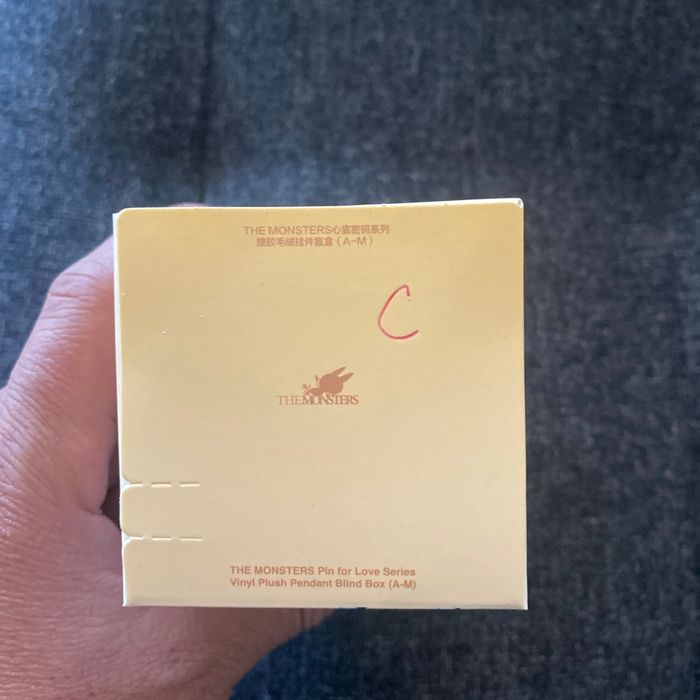 THE MONSTERS心底密码系列
搪胶毛绒挂件盲盒（A-M）
C
THE MONSTERS
THE MONSTERS Pin for Love Series
Vinyl Plush Pendant Blind Box (A-M)